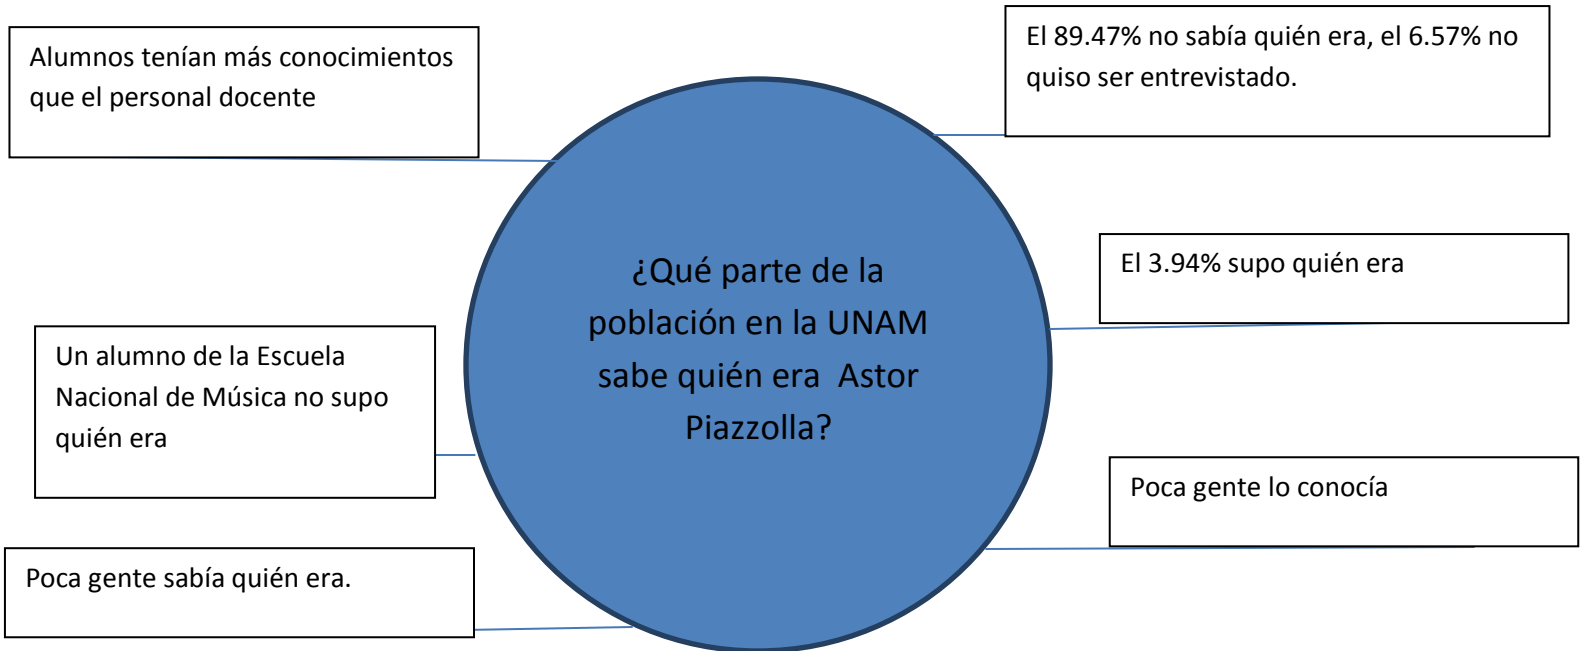 Alumnos tenían más conocimientos
que el personal docente
El 89.47% no sabía quién era, el 6.57% no
quiso ser entrevistado.
¿Qué parte de la
población en la UNAM
sabe quién era  Astor
Piazzolla?
El 3.94% supo quién era
Un alumno de la Escuela
Nacional de Música no supo
quién era
Poca gente lo conocía
Poca gente sabía quién era.